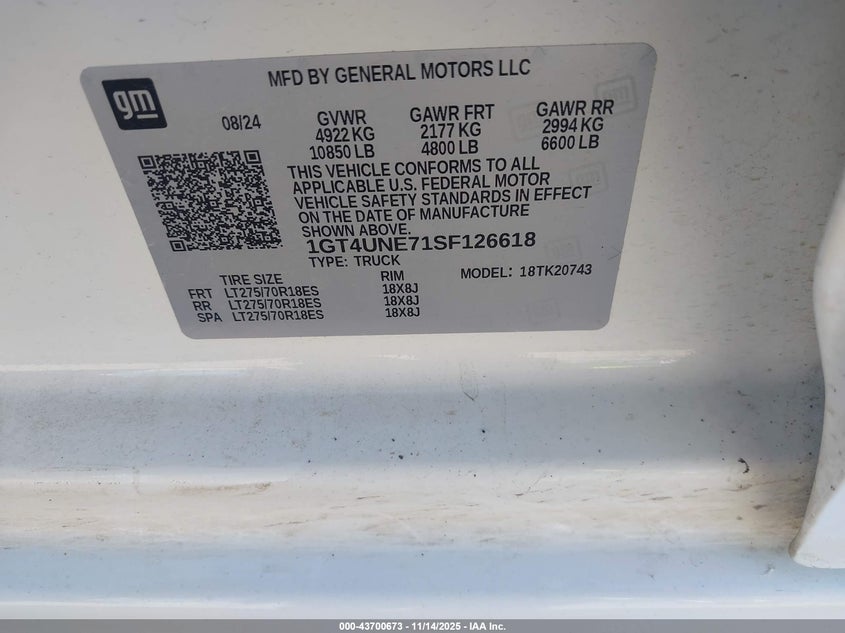 gm
MFD BY GENERAL MOTORS LLC
08/24 GVWR GAWR FRT GAWR RR
4922 KG 2177 KG 2994 KG
10850 LB 4800 LB 6600 LB
THIS VEHICLE CONFORMS TO ALL
APPLICABLE U.S. FEDERAL MOTOR
VEHICLE SAFETY STANDARDS IN EFFECT
ON THE DATE OF MANUFACTURE
SHOWN ABOVE.
1GT4UNE71SF126618
TYPE: TRUCK MODEL: 18TK20743
TIRE SIZE RIM
FRT LT275/70R18ES 18X8J
RR LT275/70R18ES 18X8J
SPA LT275/70R18ES 18X8J
000-43700673 — 11/14/2025 — IAA Inc.